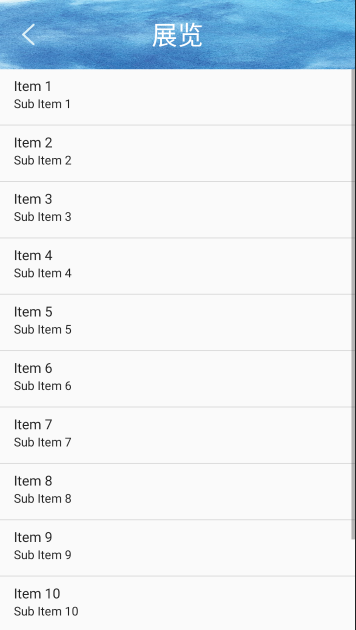 展览
Item 1
Sub Item 1
Item 2
Sub Item 2
Item 3
Sub Item 3
Item 4
Sub Item 4
Item 5
Sub Item 5
Item 6
Sub Item 6
Item 7
Sub Item 7
Item 8
Sub Item 8
Item 9
Sub Item 9
Item 10
Sub Item 10